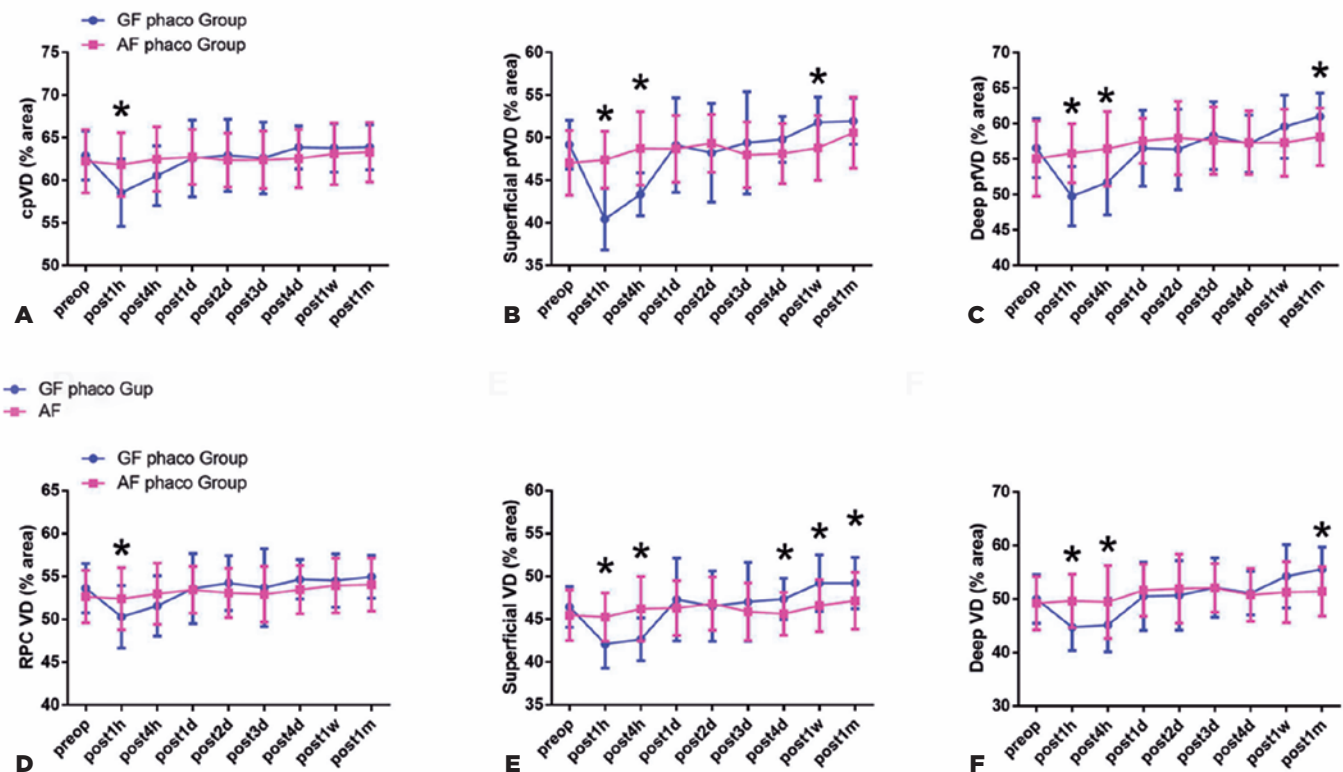 GF phaco Group
AF phaco Group
cpVD (% area)
75
70
65
60
55
50
*
preop post1h post4h post1d post2d post3d post4d post1w post1m
A
Superficial pfVD (% area)
60
55
50
45
40
35
* * *
preop post1h post4h post1d post2d post3d post4d post1w post1m
B
Deep pfVD (% area)
70
65
60
55
50
45
40
* * *
preop post1h post4h post1d post2d post3d post4d post1w post1m
C
E
F
GF phaco Gup
AF
GF phaco Group
AF phaco Group
RPC VD (% area)
65
60
55
50
45
40
*
preop post1h post4h post1d post2d post3d post4d post1w post1m
D
Superficial VD (% area)
60
55
50
45
40
35
* * * * *
preop post1h post4h post1d post2d post3d post4d post1w post1m
E
Deep VD (% area)
70
60
50
40
30
* * *
preop post1h post4h post1d post2d post3d post4d post1w post1m
F